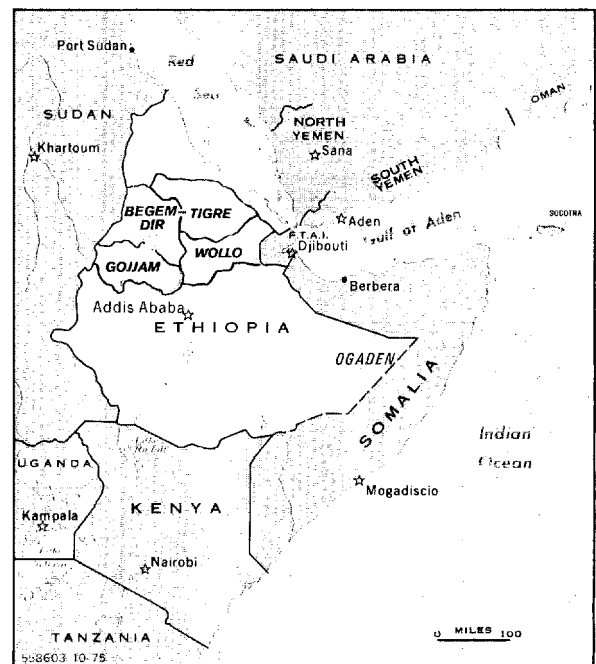 Port Sudan
Red
Sea
SAUDI ARABIA
SUDAN
OMAN
NORTH
YEMEN
Khartoum
Sana
SOUTH
YEMEN
BEGEM-
DIR
TIGRE
SOCOTRA
Aden
Gulf of Aden
F.T.A.I.
Djibouti
WOLLO
GOJJAM
Berbera
Addis Ababa
ETHIOPIA
OGADEN
SOMALIA
Indian
Ocean
UGANDA
KENYA
Mogadiscio
Kampala
Nairobi
TANZANIA
0 MILES 100
558603 10-75